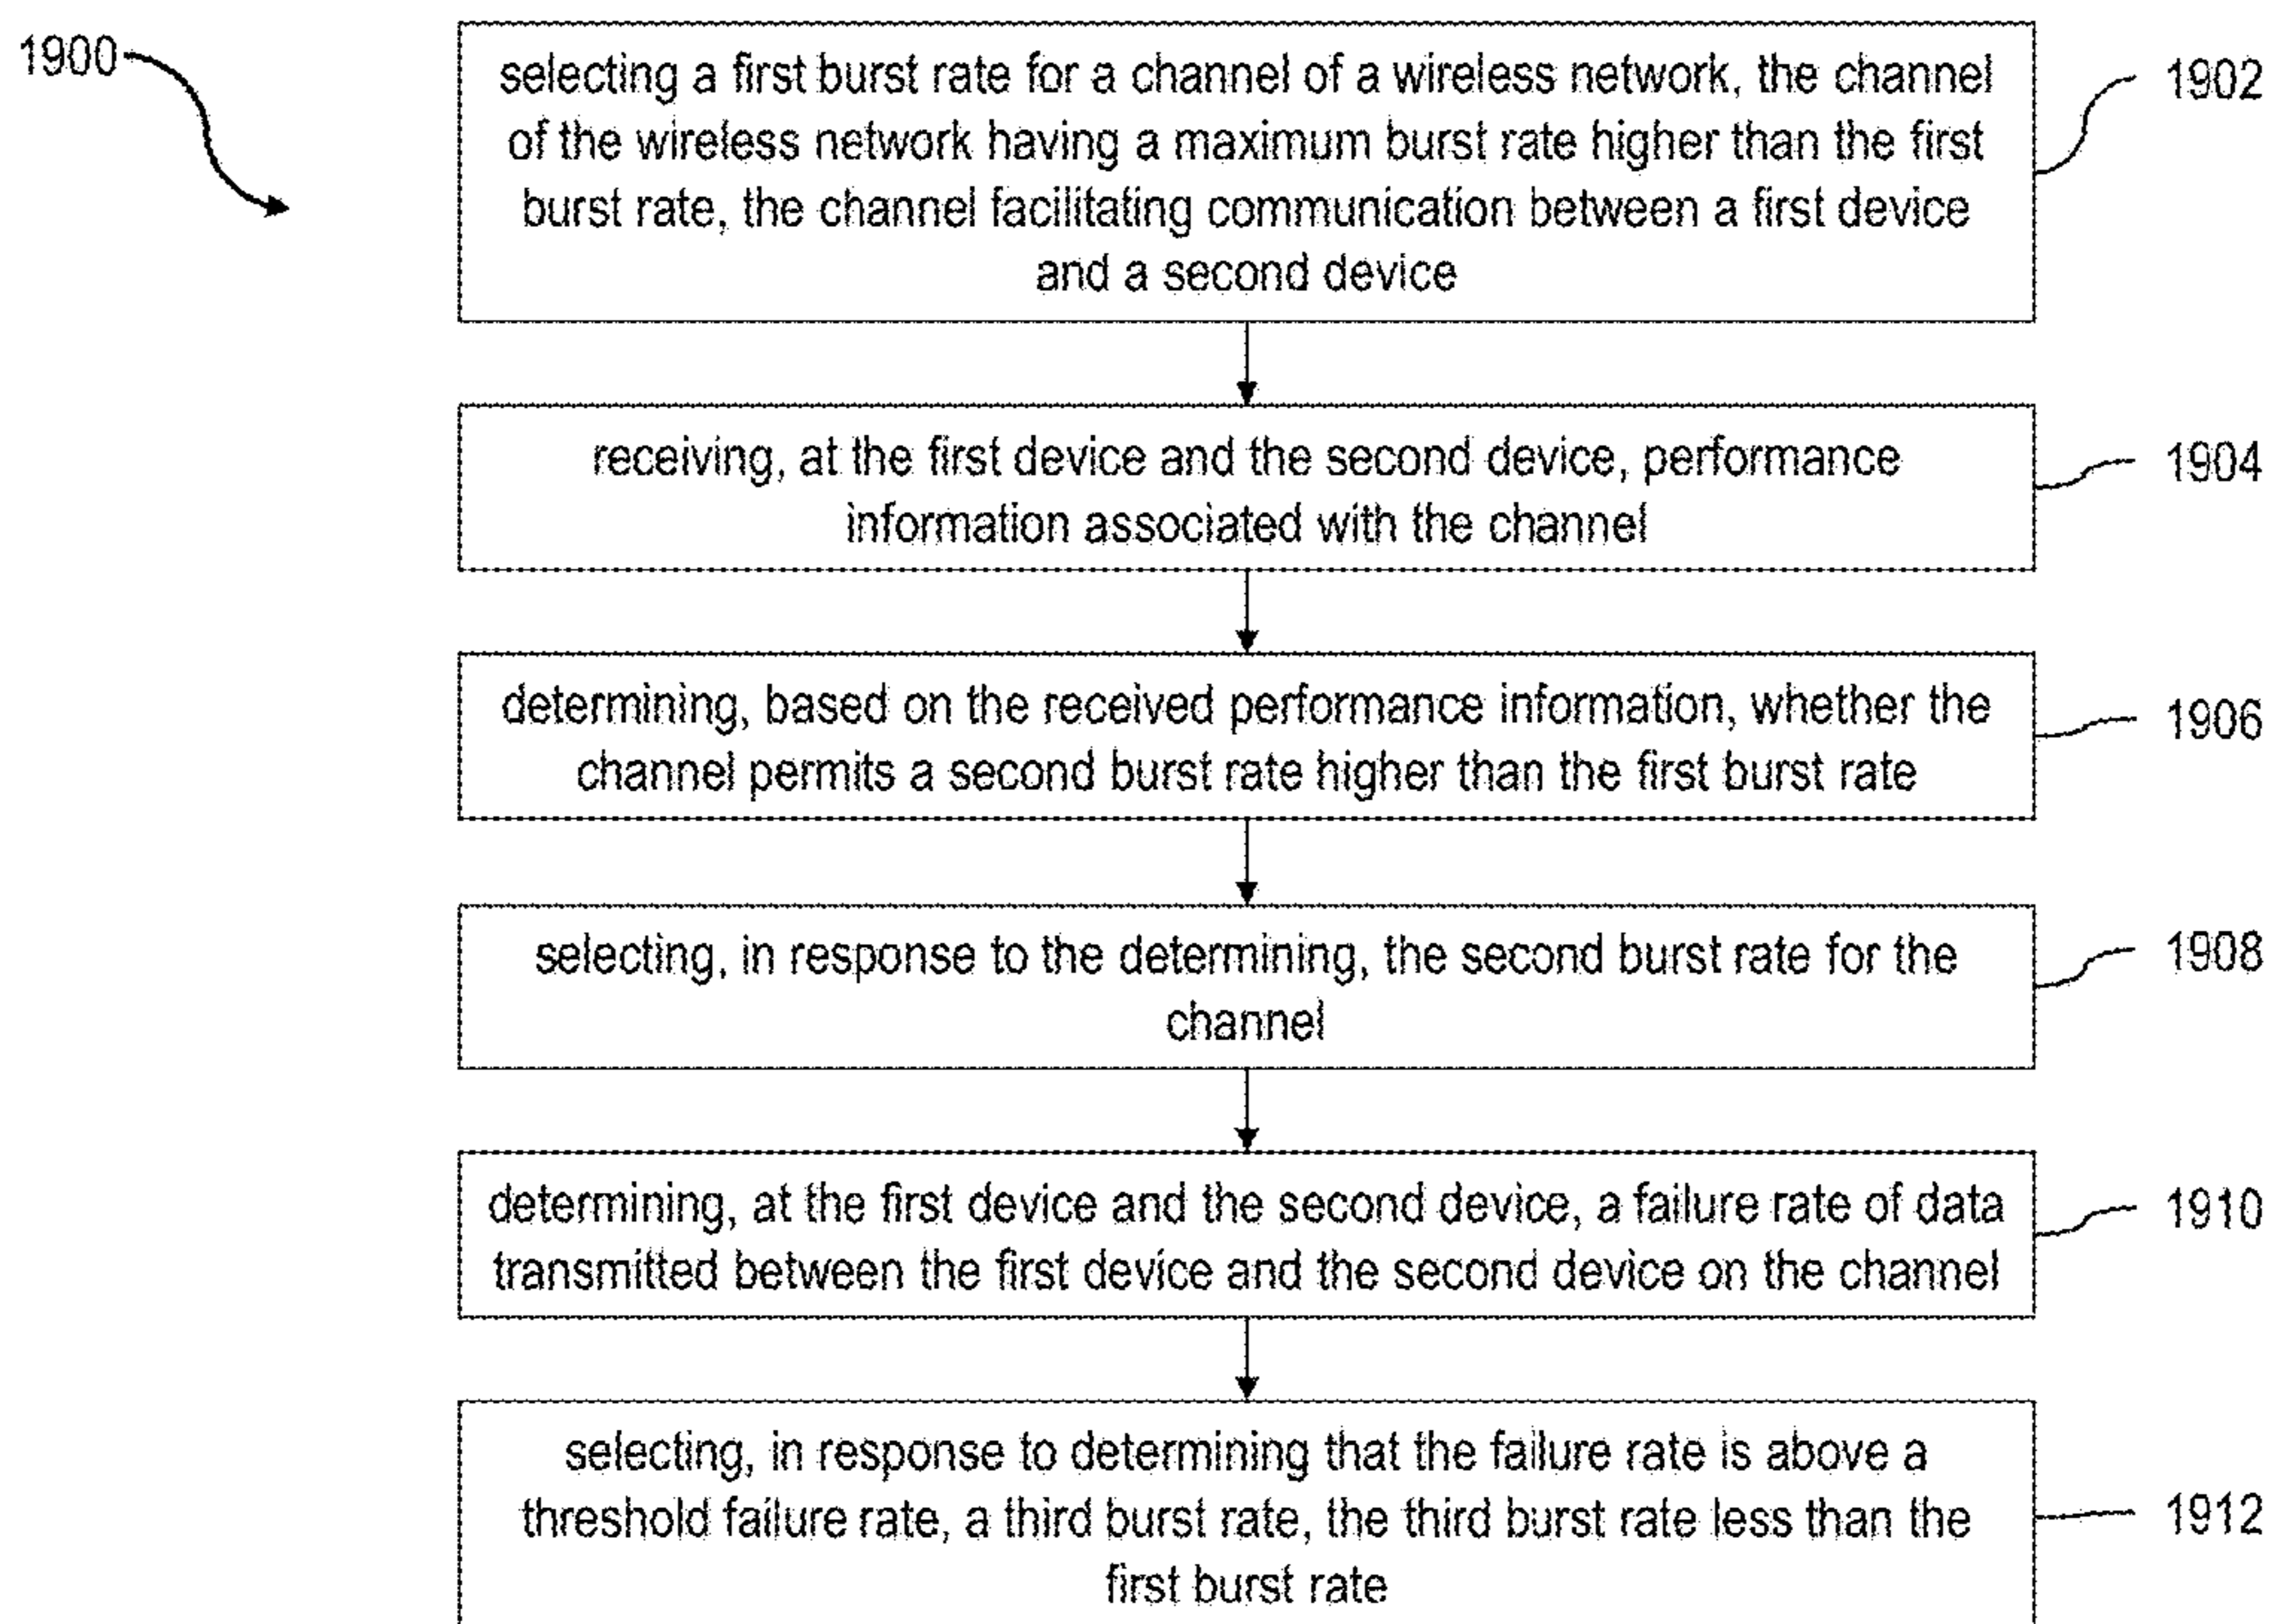 1900
selecting a first burst rate for a channel of a wireless network, the channel
of the wireless network having a maximum burst rate higher than the first
burst rate, the channel facilitating communication between a first device
and a second device
1902
receiving, at the first device and the second device, performance
information associated with the channel
1904
determining, based on the received performance information, whether the
channel permits a second burst rate higher than the first burst rate
1906
selecting, in response to the determining, the second burst rate for the
channel
1908
determining, at the first device and the second device, a failure rate of data
transmitted between the first device and the second device on the channel
1910
selecting, in response to determining that the failure rate is above a
threshold failure rate, a third burst rate, the third burst rate less than the
first burst rate
1912